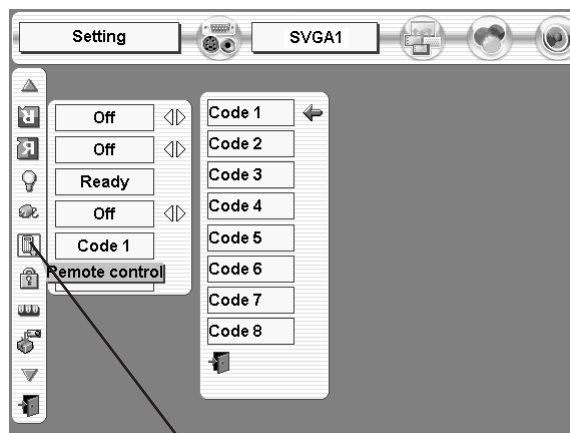 Setting
SVGA1
Off
Off
Ready
Off
Code 1
Remote control
Code 1
Code 2
Code 3
Code 4
Code 5
Code 6
Code 7
Code 8